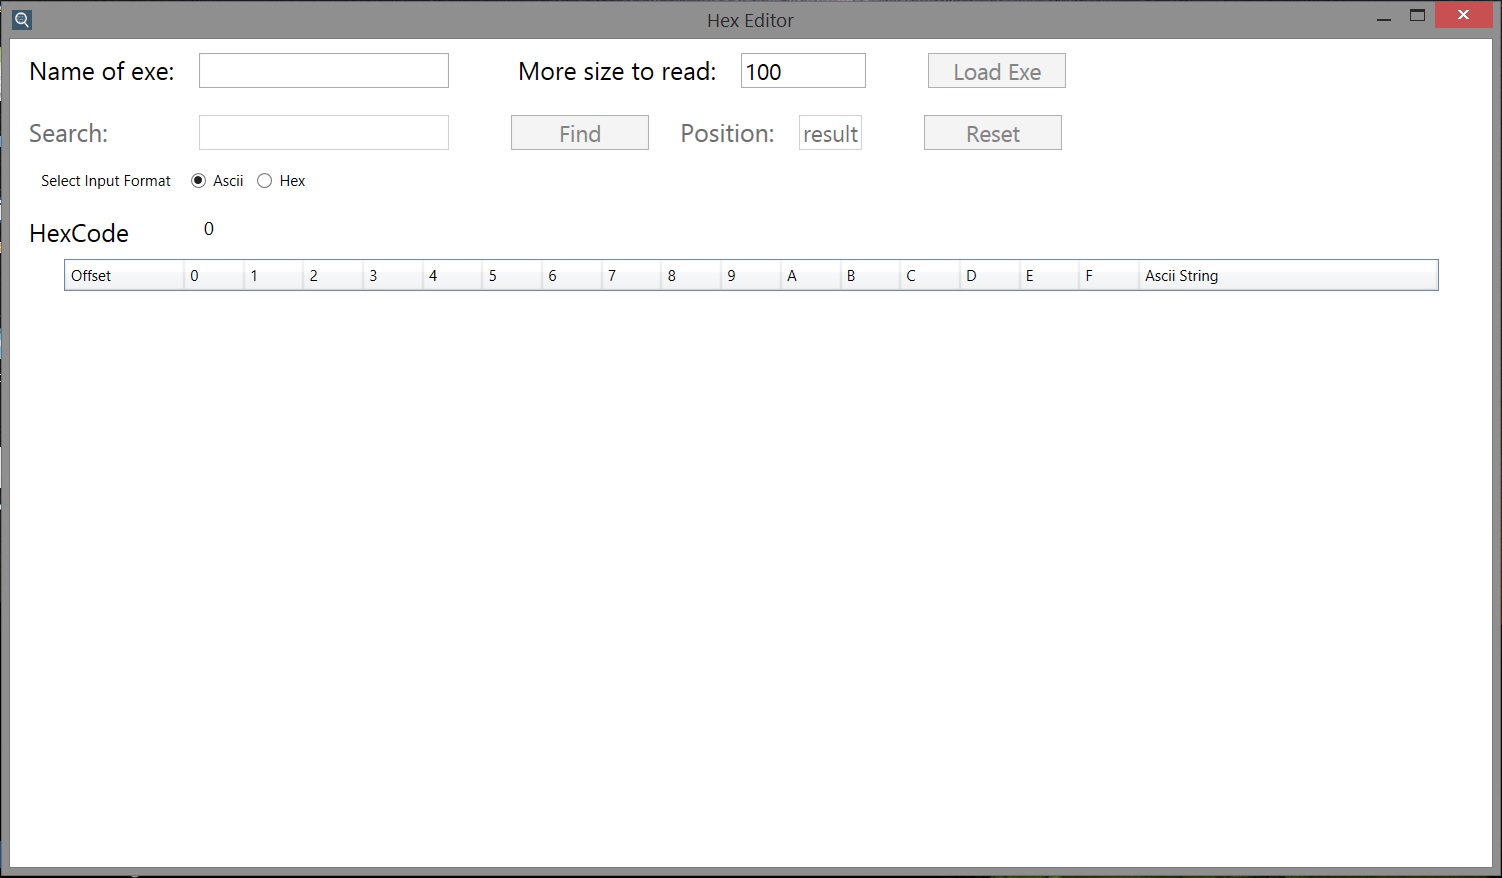 Hex Editor
Name of exe: More size to read: 100 Load Exe
Search: Find Position: result Reset
Select Input Format Ascii Hex
HexCode 0
Offset 0 1 2 3 4 5 6 7 8 9 A B C D E F Ascii String